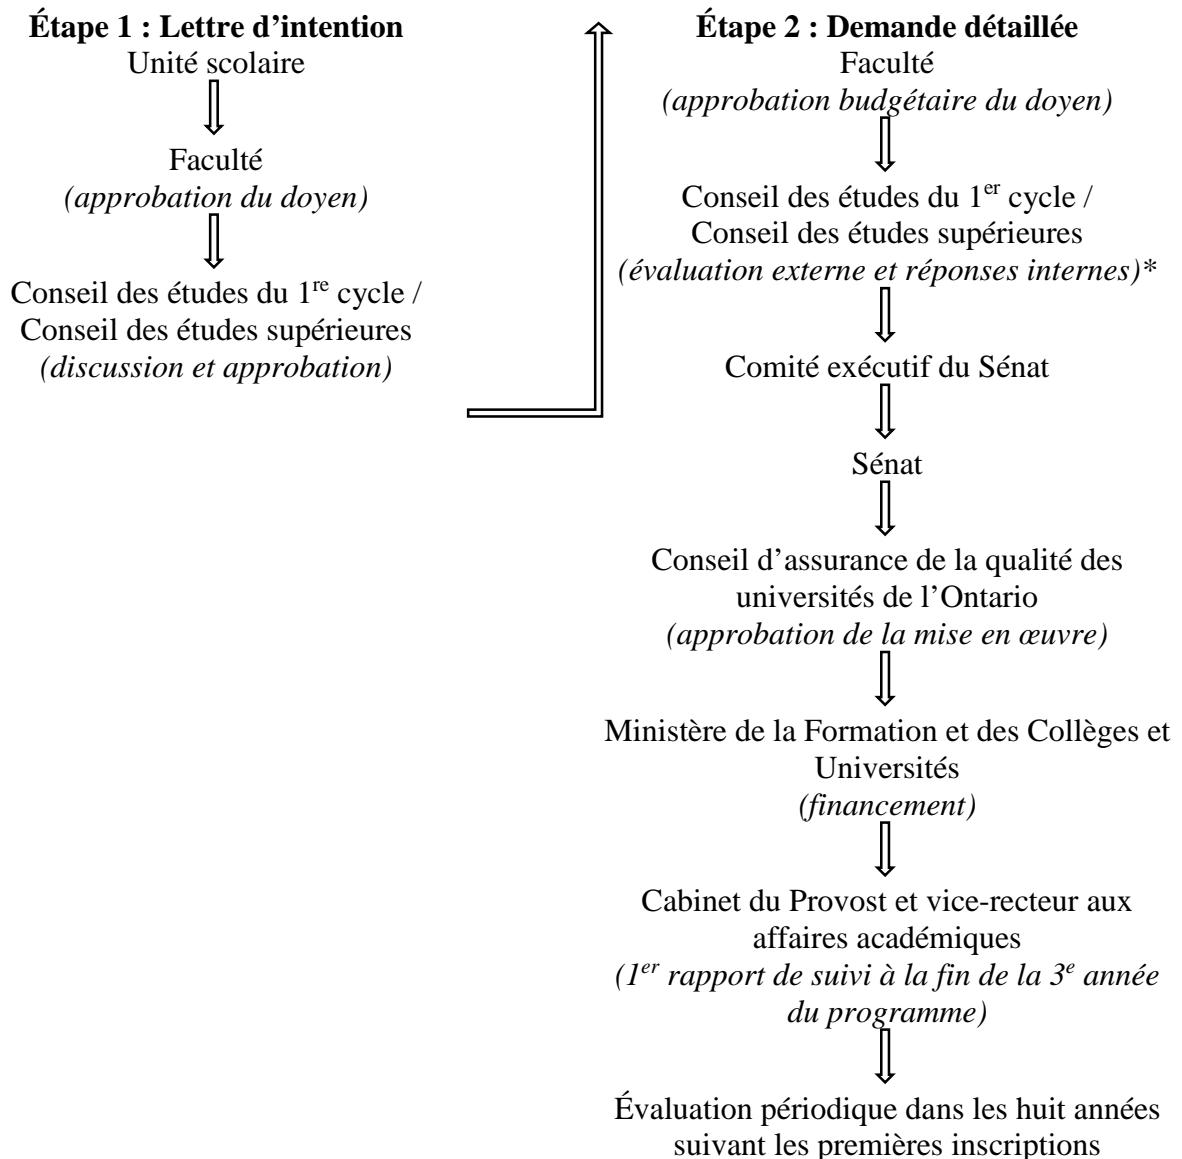 Étape 1 : Lettre d’intention
Unité scolaire
Faculté
(approbation du doyen)
Conseil des études du 1re cycle /
Conseil des études supérieures
(discussion et approbation)
Étape 2 : Demande détaillée
Faculté
(approbation budgétaire du doyen)
Conseil des études du 1er cycle /
Conseil des études supérieures
(évaluation externe et réponses internes)*
Comité exécutif du Sénat
Sénat
Conseil d’assurance de la qualité des
universités de l’Ontario
(approbation de la mise en œuvre)
Ministère de la Formation et des Collèges et
Universités
(financement)
Cabinet du Provost et vice-recteur aux
affaires académiques
(1er rapport de suivi à la fin de la 3e année
du programme)
Évaluation périodique dans les huit années
suivant les premières inscriptions